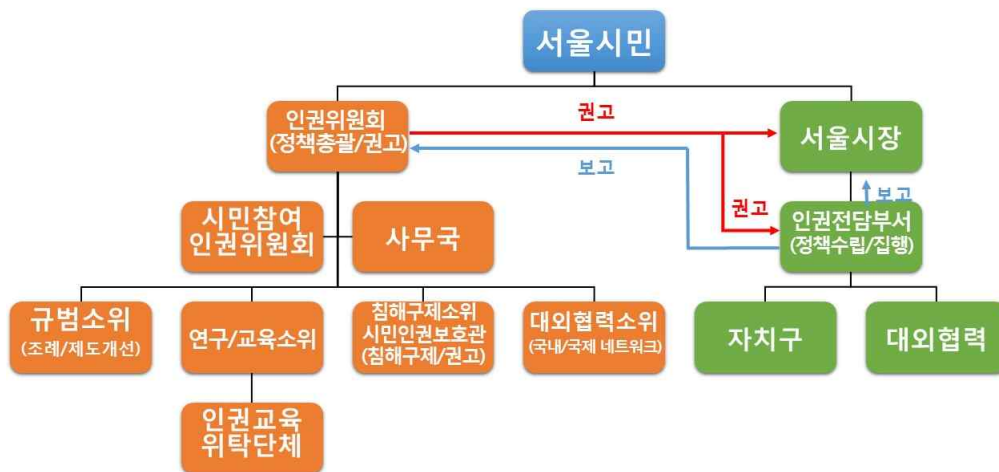 서울시민
인권위원회
(정책총괄/권고)
권고
서울시장
보고
보고
시민참여
인권위원회
사무국
권고
인권전담부서
(정책수립/집행)
규범소위
(조례/제도개선)
연구/교육소위
침해구제소위
시민인권보호관
(침해구제/권고)
대외협력소위
(국내/국제 네트워크)
자치구
대외협력
인권교육
위탁단체